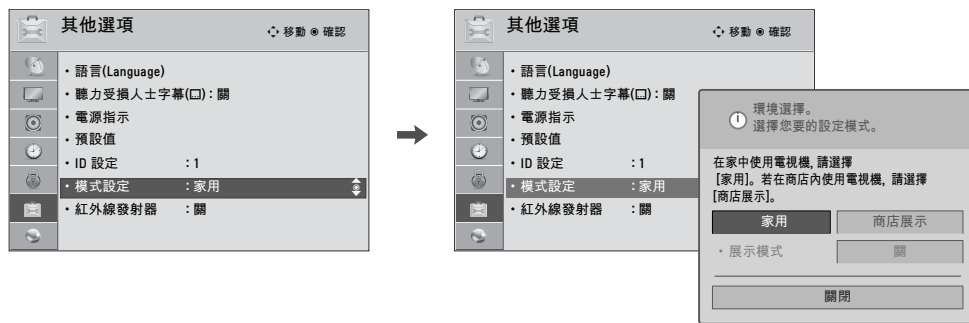 其他選項
移動 確認
・語言(Language)
・聽力受損人士字幕( ) : 關
・電源指示
・預設值
・ID 設定 : 1
・模式設定 : 家用
・紅外線發射器 : 關
其他選項
移動 確認
・語言(Language)
・聽力受損人士字幕( ) : 關
・電源指示
・預設值
・ID 設定 : 1
・模式設定 : 家用
・紅外線發射器 : 關
環境選擇。
選擇您要的設定模式。
在家中使用電視機, 請選擇
[家用]。若在商店內使用電視機, 請選擇
[商店展示]。
家用 商店展示
・展示模式 關
關閉